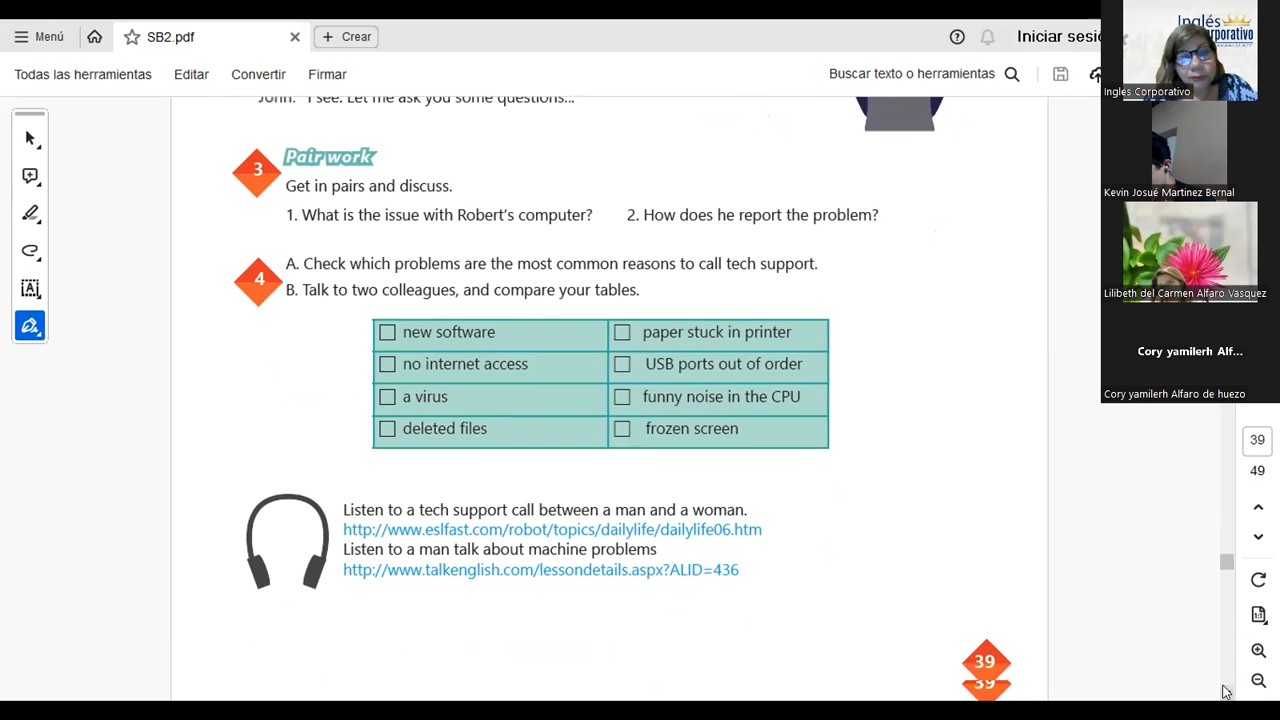 Menú
SB2.pdf
Crear
Iniciar sesi
Todas las herramientas
Editar
Convertir
Firmar
Buscar texto o herramientas
John: I see. Let me ask you some questions...
3
Pair work
Get in pairs and discuss.
1. What is the issue with Robert's computer?
2. How does he report the problem?
4
A. Check which problems are the most common reasons to call tech support.
B. Talk to two colleagues, and compare your tables.
new software
paper stuck in printer
no internet access
USB ports out of order
a virus
funny noise in the CPU
deleted files
frozen screen
Listen to a tech support call between a man and a woman.
http://www.eslfast.com/robot/topics/dailylife/dailylife06.htm
Listen to a man talk about machine problems
http://www.talkenglish.com/lessondetails.aspx?ALID=436
39
39
Inglés
orporativo
Ingles Corporativo
Kevin Josué Martinez Bernal
Lilibeth del Carmen Alfaro Vasquez
Cory yamilerh Alf...
Cory yamilerh Alfaro de huezo
39
49
1:1